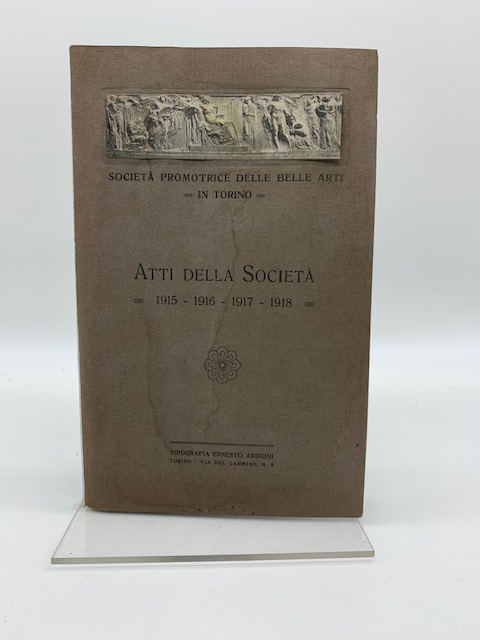 SOCIETÀ PROMOTRICE DELLE BELLE ARTI
= IN TORINO =
ATTI DELLA SOCIETÀ
= 1915 - 1916 - 1917 - 1918 =
TIPOGRAFIA ERNESTO ARDUINI
TORINO - VIA DEL CARMINE, N.